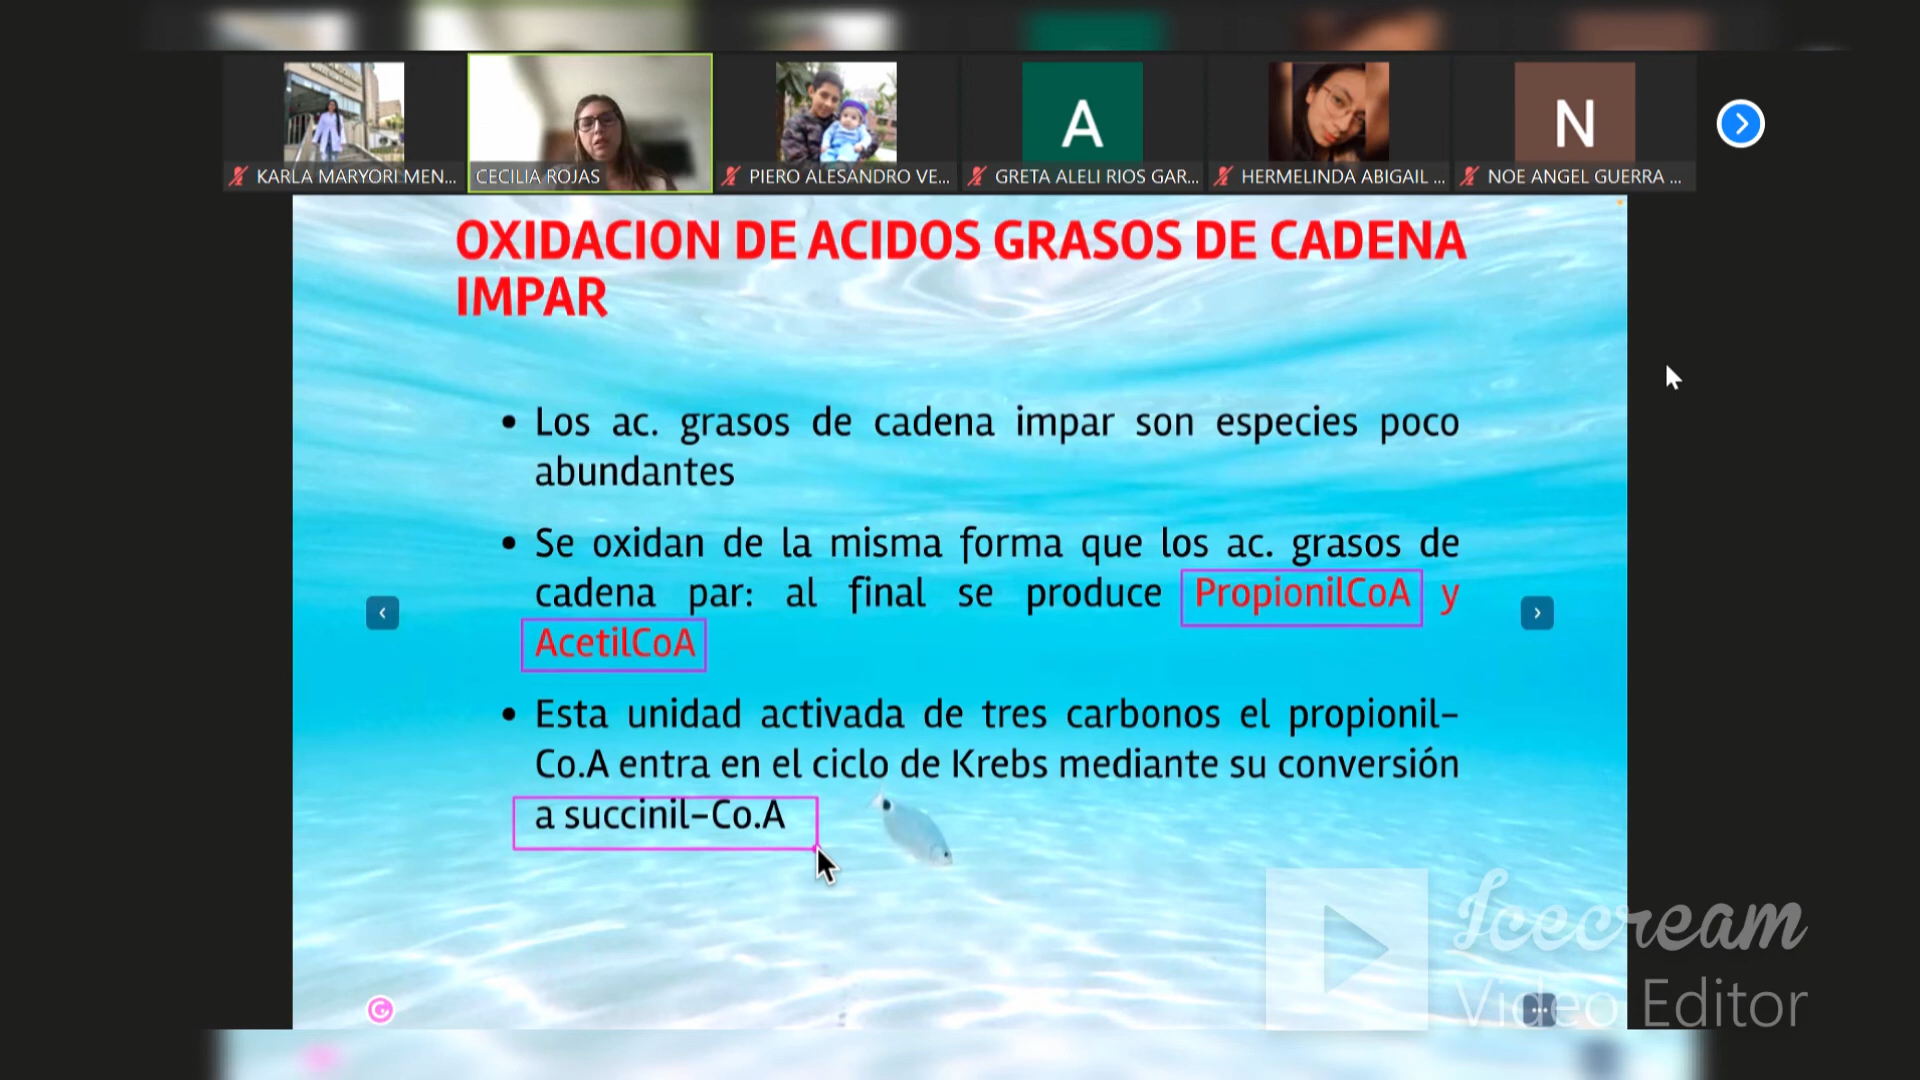 KARLA MARYORI MEN...
CECILIA ROJAS
PIERO ALESANDRO VE...
A
GRETA ALELI RIOS GAR...
HERMELINDA ABIGAIL ...
N
NOE ANGEL GUERRA ...
OXIDACION DE ACIDOS GRASOS DE CADENA
IMPAR
• Los ac. grasos de cadena impar son especies poco
abundantes
• Se oxidan de la misma forma que los ac. grasos de
cadena par: al final se produce PropionilCoA y
AcetilCoA
• Esta unidad activada de tres carbonos el propionil-
Co.A entra en el ciclo de Krebs mediante su conversión
a succinil-Co.A
Icecream
Video Editor